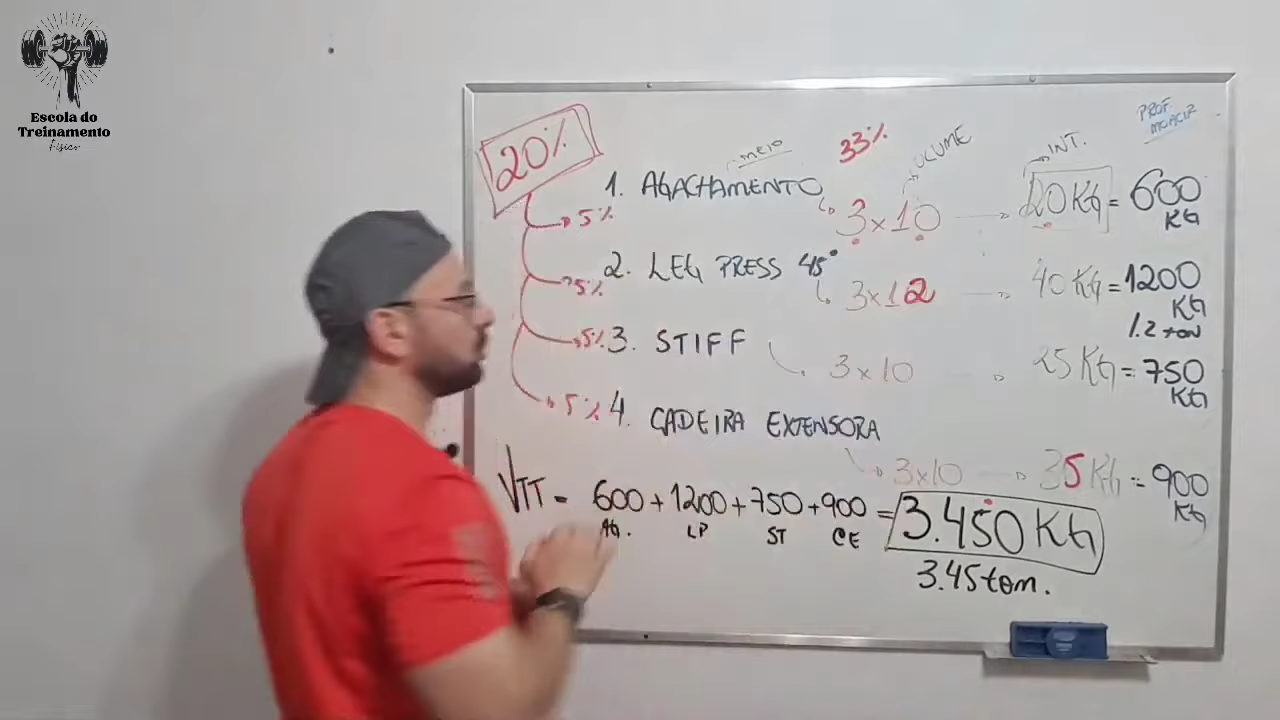 Escola do
Treinamento
Físico
20%
PROF.
MOACIR
MEIO
33%
VOLUME
INT.
5% 1. AGACHAMENTO
3x10
20 KG = 600
KG
5% 2. LEG PRESS 45°
3x12
40 KG = 1200
KG
1.2 ton
5% 3. STIFF
3x10
25 KG = 750
KG
5% 4. CADEIRA EXTENSORA
3x10
35 KG = 900
KG
VTT = 600 + 1200 + 750 + 900 = 3.450 KG
AG. LP ST CE
3.45 ton.